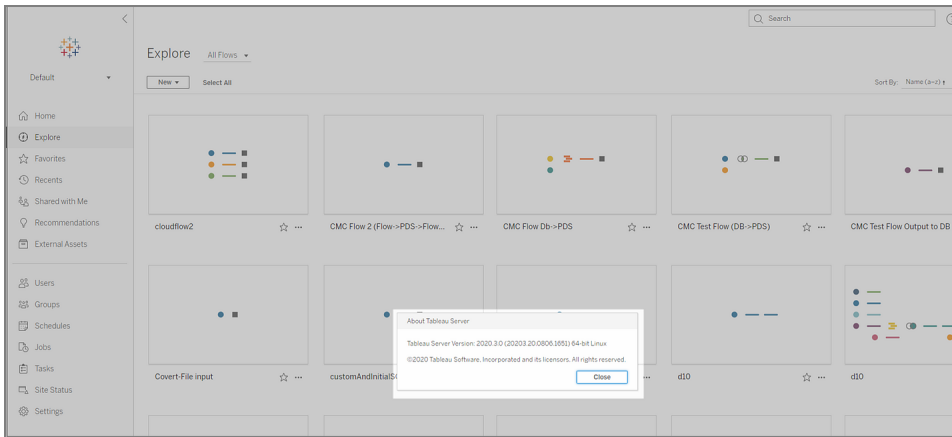 Search
Explore
All Flows
Default
New
Select All
Sort By: Name (a–z)
Home
Explore
Favorites
Recents
Shared with Me
Recommendations
External Assets
Users
Groups
Schedules
Jobs
Tasks
Site Status
Settings
cloudflow2
CMC Flow 2 (Flow->PDS->Flow...
CMC Flow Db->PDS
CMC Test Flow (DB->PDS)
CMC Test Flow Output to DB
Covert-File input
d10
d10
About Tableau Server
Tableau Server Version: 2020.3.0 (20203.20.0806.1651) 64-bit Linux
©2020 Tableau Software, Incorporated and its licensors. All rights reserved.
Close